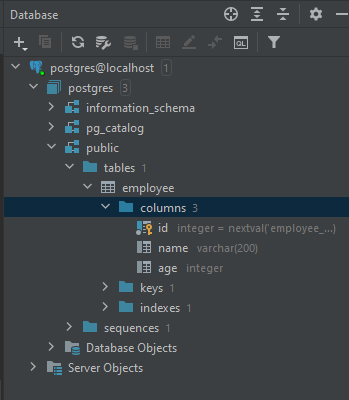 Database
QL
postgres@localhost 1
postgres 3
information_schema
pg_catalog
public
tables 1
employee
columns 3
id integer = nextval('employee_...)
name varchar(200)
age integer
keys 1
indexes 1
sequences 1
Database Objects
Server Objects